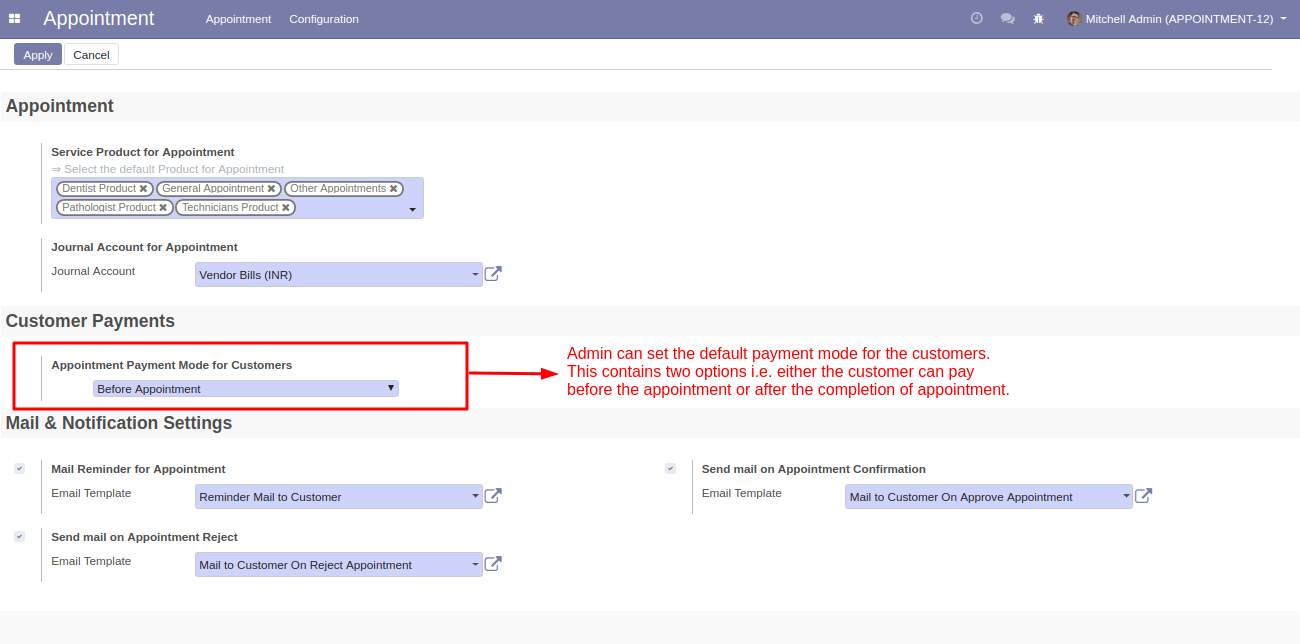 Appointment Appointment Configuration Mitchell Admin (APPOINTMENT-12)
Apply Cancel
Appointment
Service Product for Appointment
⇒ Select the default Product for Appointment
Dentist Product ✖ General Appointment ✖ Other Appointments ✖
Pathologist Product ✖ Technicians Product ✖
Journal Account for Appointment
Journal Account Vendor Bills (INR)
Customer Payments
Appointment Payment Mode for Customers
Before Appointment
Admin can set the default payment mode for the customers.
This contains two options i.e. either the customer can pay
before the appointment or after the completion of appointment.
Mail & Notification Settings
Mail Reminder for Appointment
Email Template Reminder Mail to Customer
Send mail on Appointment Confirmation
Email Template Mail to Customer On Approve Appointment
Send mail on Appointment Reject
Email Template Mail to Customer On Reject Appointment